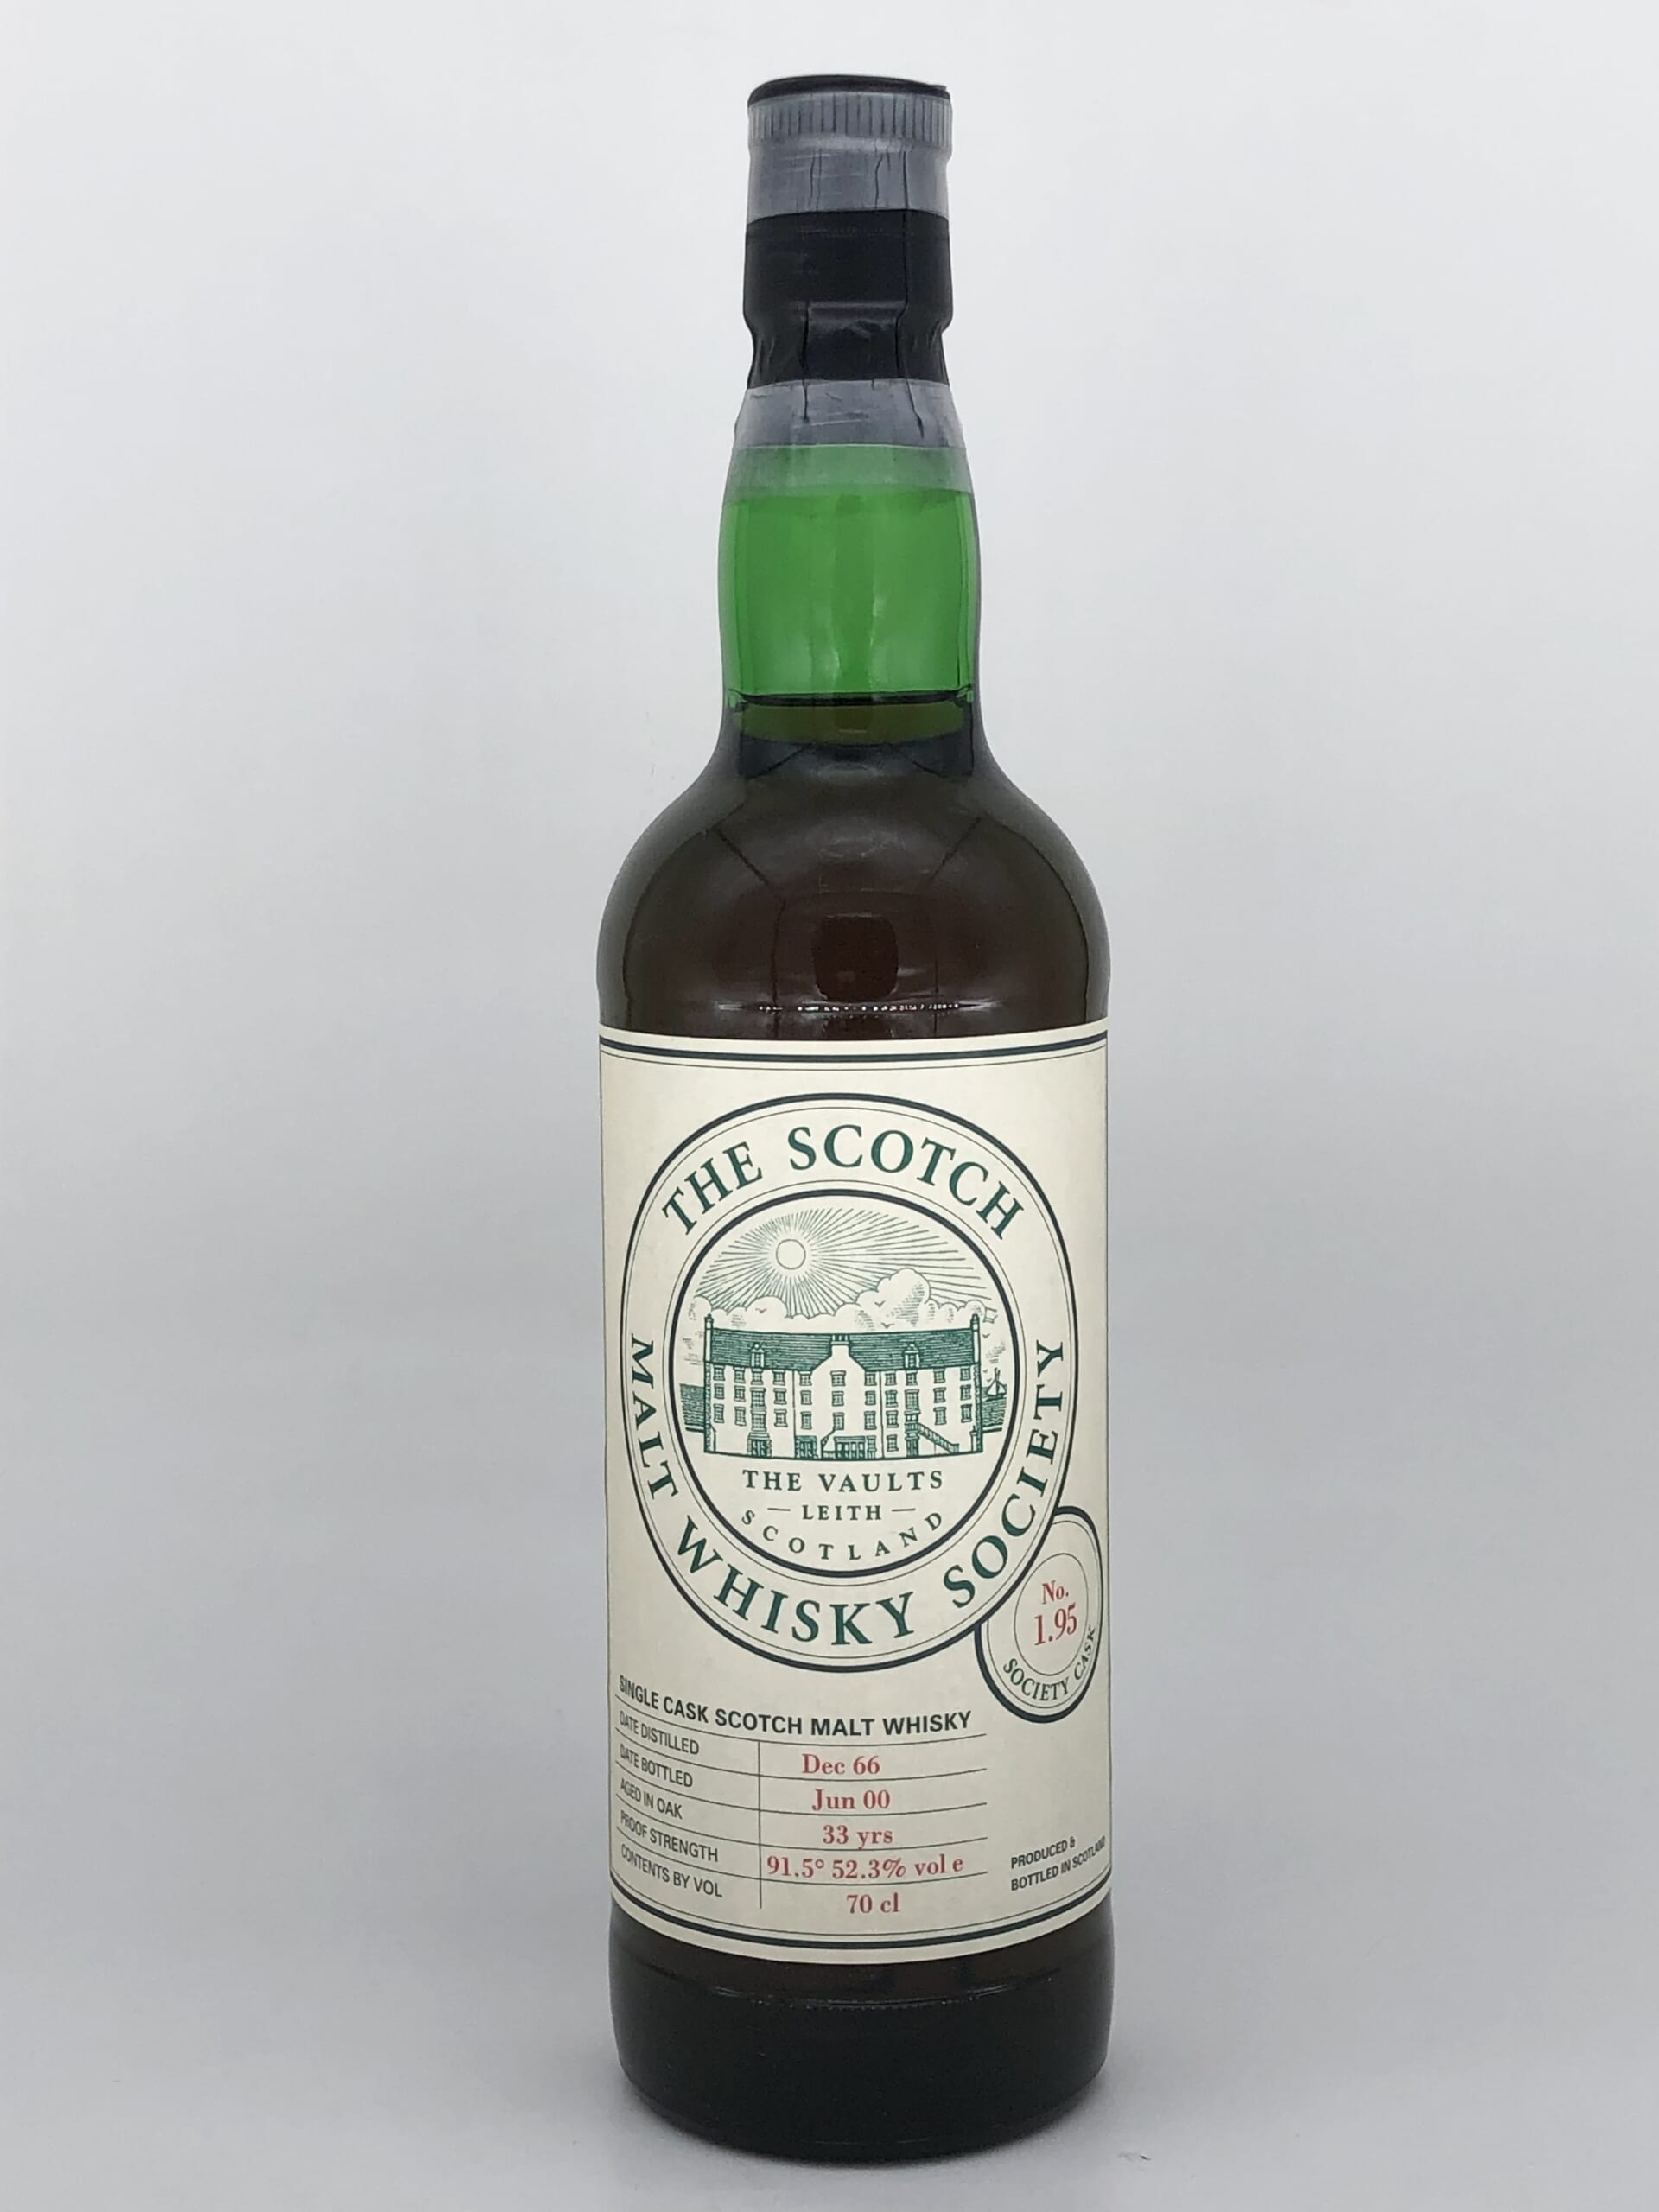 THE SCOTCH
MALT WHISKY SOCIETY
THE VAULTS
— LEITH —
SCOTLAND
No.
1.95
SOCIETY CASK
SINGLE CASK SCOTCH MALT WHISKY
DATE DISTILLED Dec 66
DATE BOTTLED Jun 00
AGED IN OAK 33 yrs
PROOF STRENGTH 91.5° 52.3% vol e
CONTENTS BY VOL 70 cl
PRODUCED &
BOTTLED IN SCOTLAND